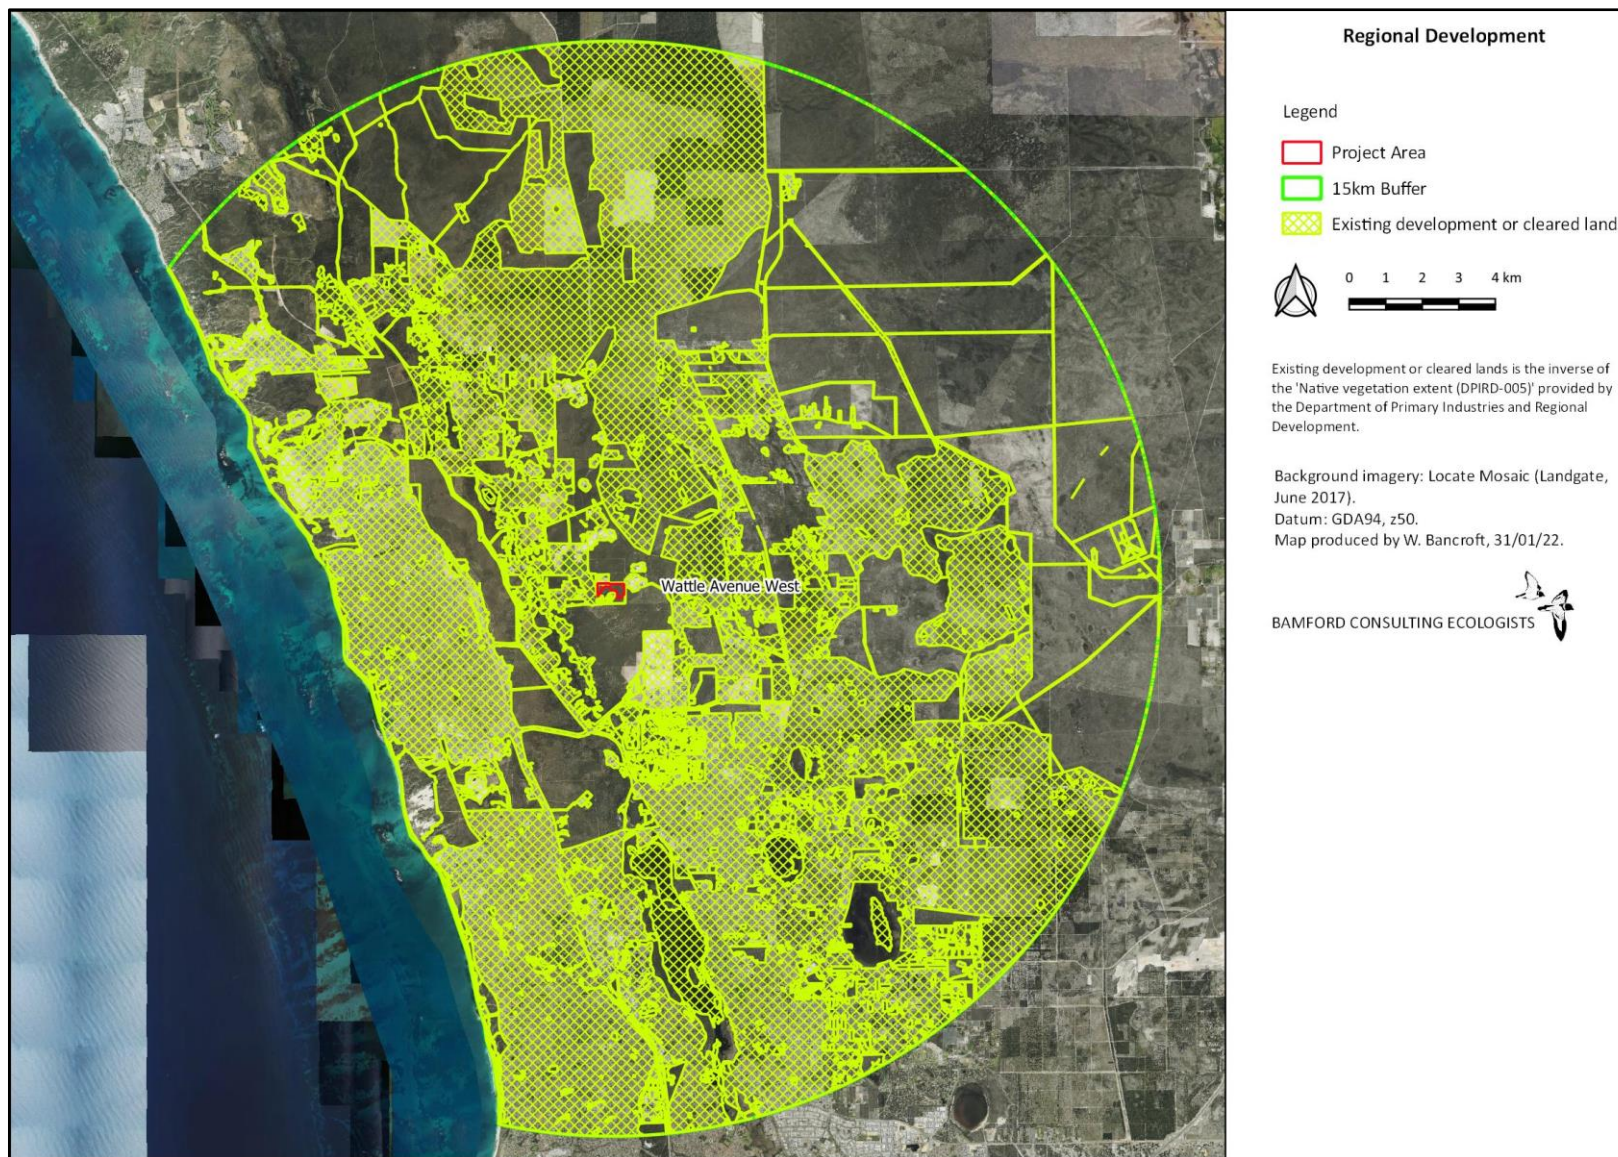 Regional Development
Legend
Project Area
15km Buffer
Existing development or cleared land
0 1 2 3 4 km
Existing development or cleared lands is the inverse of
the 'Native vegetation extent (DPIRD-005)' provided by
the Department of Primary Industries and Regional
Development.
Background imagery: Locate Mosaic (Landgate,
June 2017).
Datum: GDA94, z50.
Map produced by W. Bancroft, 31/01/22.
BAMFORD CONSULTING ECOLOGISTS
Wattle Avenue West